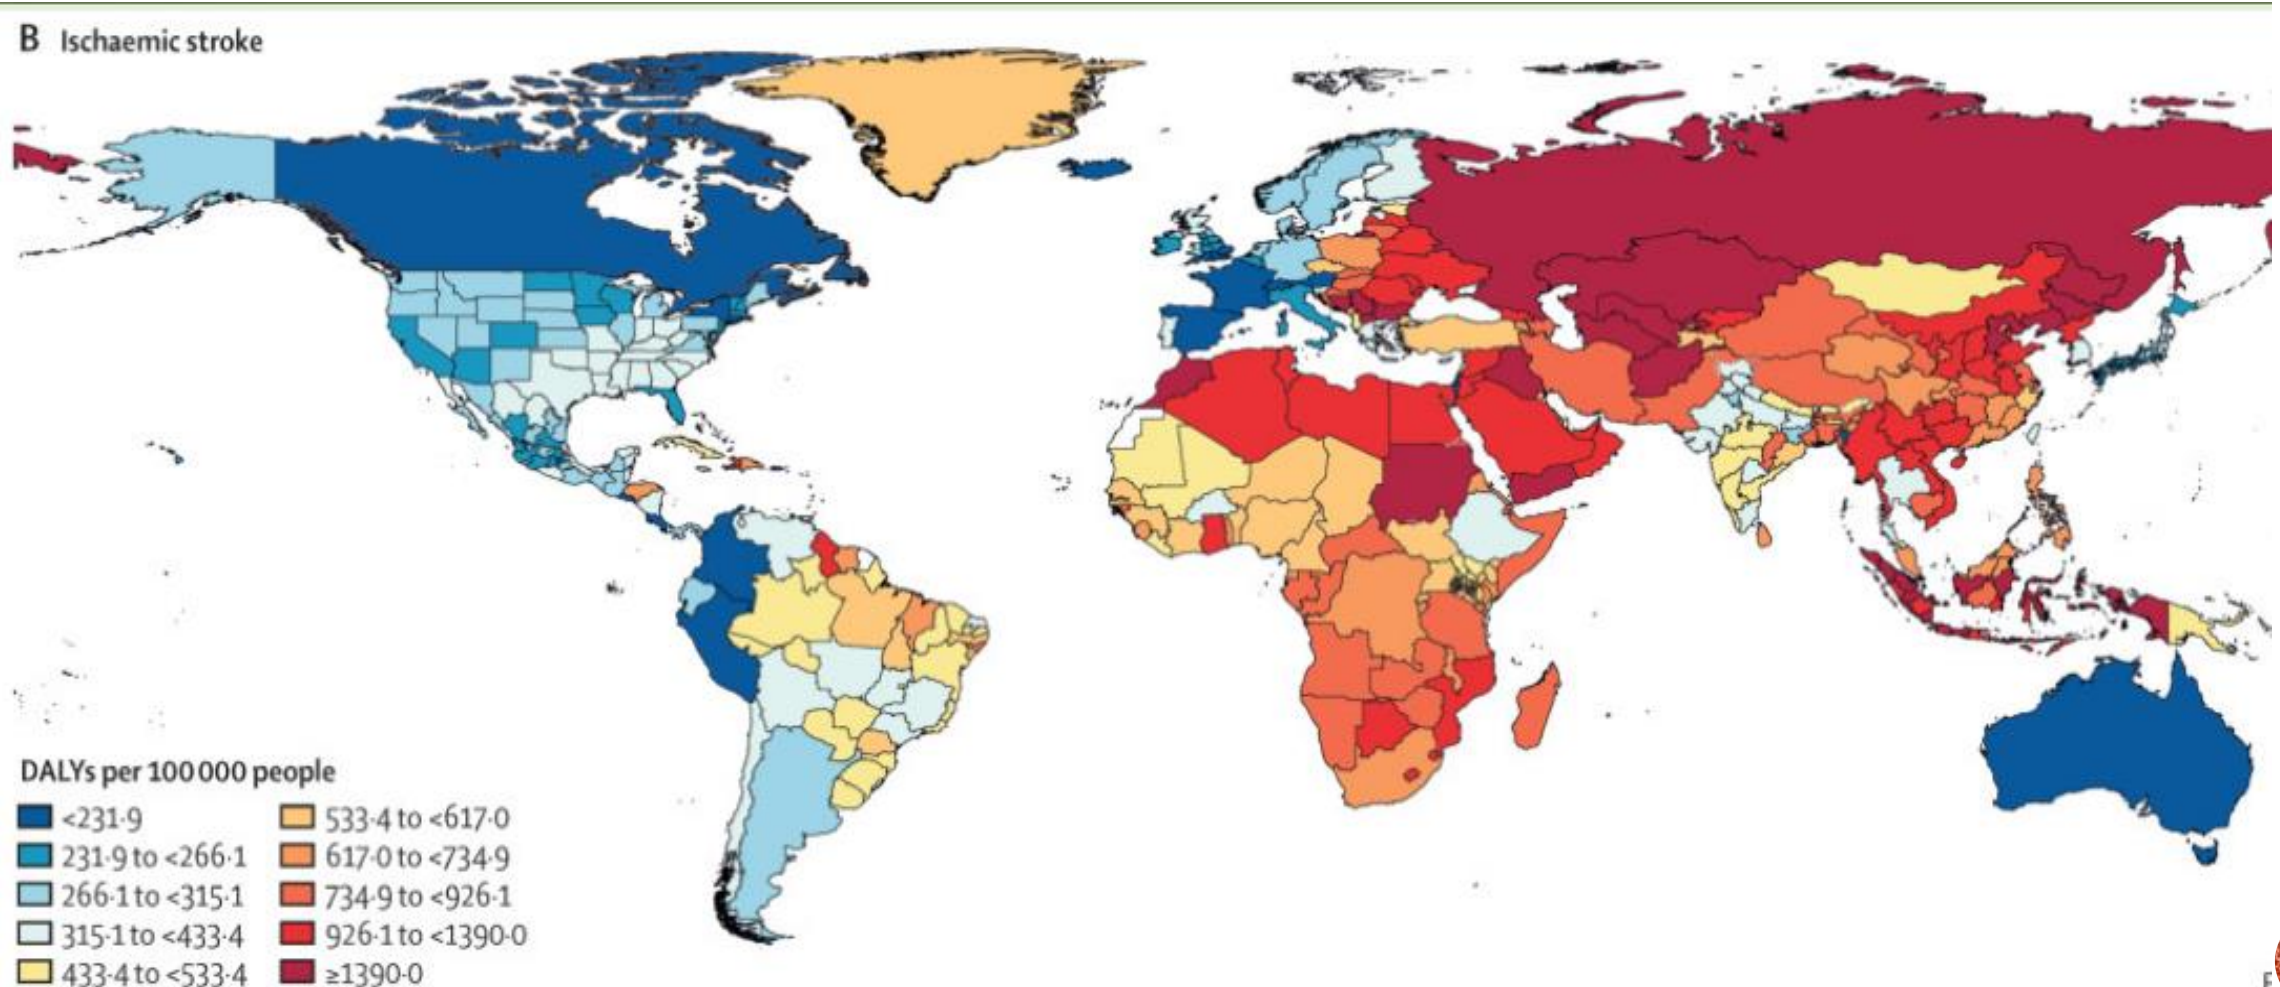 B Ischaemic stroke
DALYs per 100 000 people
<231·9
231·9 to <266·1
266·1 to <315·1
315·1 to <433·4
433·4 to <533·4
533·4 to <617·0
617·0 to <734·9
734·9 to <926·1
926·1 to <1390·0
≥1390·0